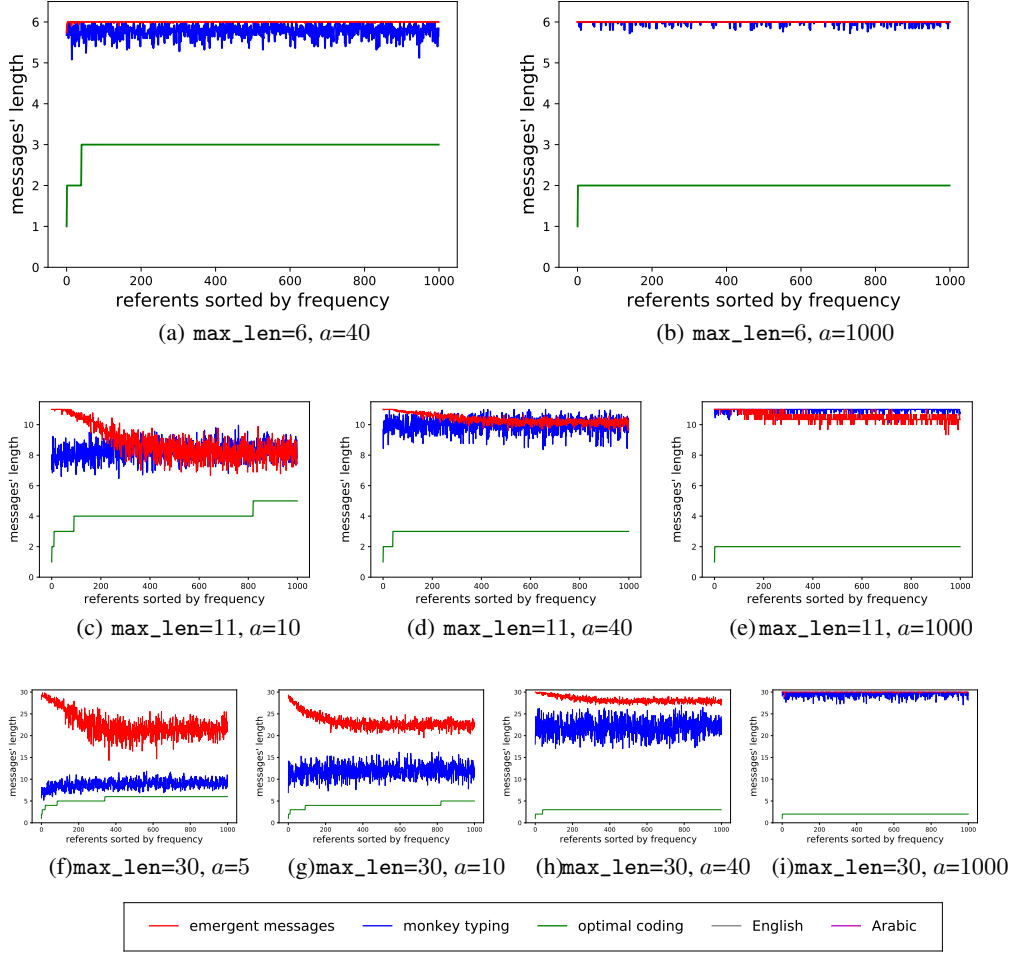 6
5
4
3
2
1
0
messages' length
0 200 400 600 800 1000
referents sorted by frequency
(a) max_len=6, a=40
6
5
4
3
2
1
0
messages' length
0 200 400 600 800 1000
referents sorted by frequency
(b) max_len=6, a=1000
10
8
6
4
2
0
messages' length
0 200 400 600 800 1000
referents sorted by frequency
(c) max_len=11, a=10
10
8
6
4
2
0
messages' length
0 200 400 600 800 1000
referents sorted by frequency
(d) max_len=11, a=40
10
8
6
4
2
0
messages' length
0 200 400 600 800 1000
referents sorted by frequency
(e) max_len=11, a=1000
30
25
20
15
10
5
0
messages' length
0 200 400 600 800 1000
referents sorted by frequency
(f)max_len=30, a=5
30
25
20
15
10
5
0
messages' length
0 200 400 600 800 1000
referents sorted by frequency
(g)max_len=30, a=10
30
25
20
15
10
5
0
messages' length
0 200 400 600 800 1000
referents sorted by frequency
(h)max_len=30, a=40
30
25
20
15
10
5
0
messages' length
0 200 400 600 800 1000
referents sorted by frequency
(i)max_len=30, a=1000
emergent messages monkey typing optimal coding English Arabic